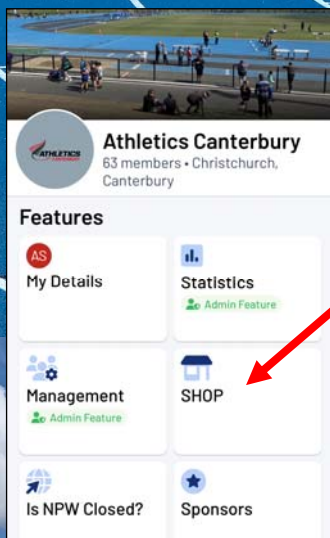 ATHLETICS
Athletics Canterbury
63 members • Christchurch,
Canterbury
Features
AS
My Details
Statistics
Admin Feature
Management
Admin Feature
SHOP
Is NPW Closed?
Sponsors